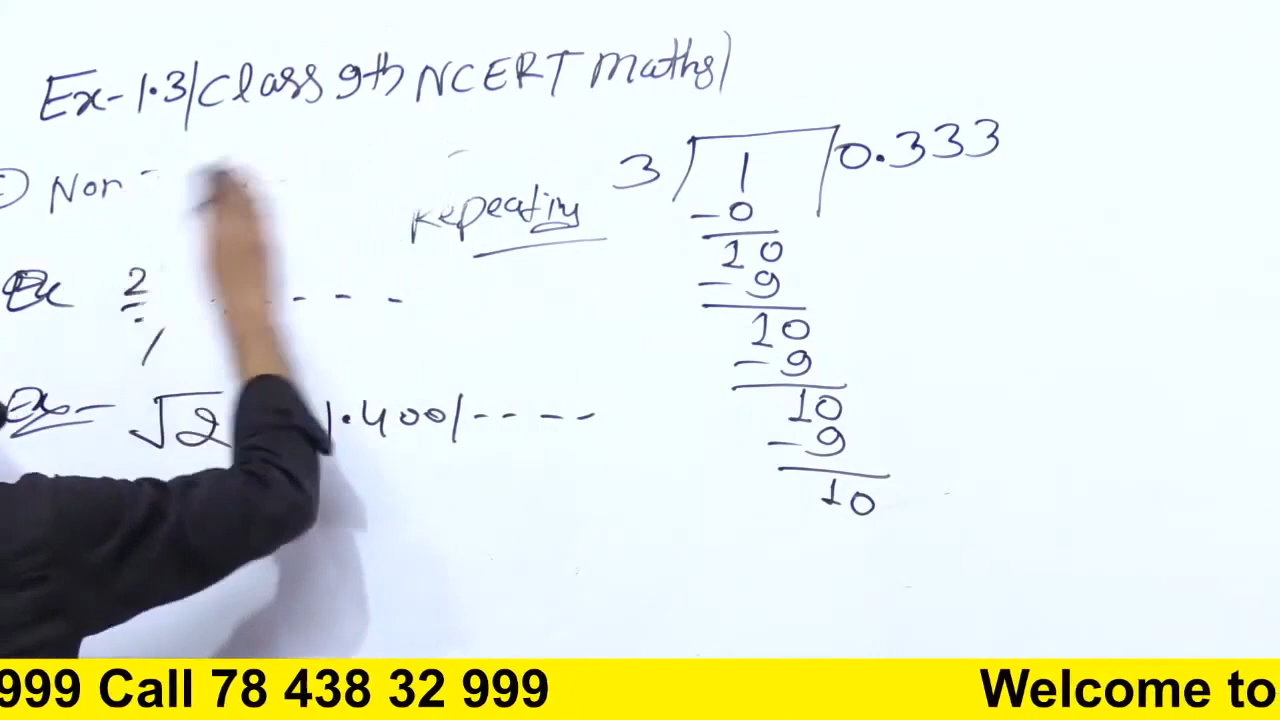 Ex-1.3/Class 9th NCERT Maths)
Non -
Repeating
Ex 2 - - - -
Ex- √2 1.4001----
3 1 0.333
-0
10
-9
10
-9
10
-9
10
999 Call 78 438 32 999
Welcome to